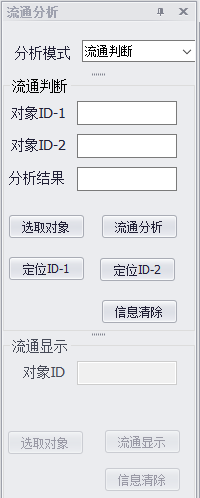 流通分析
分析模式 流通判断
流通判断
对象ID-1
对象ID-2
分析结果
选取对象 流通分析
定位ID-1 定位ID-2
信息清除
流通显示
对象ID
选取对象 流通显示
信息清除